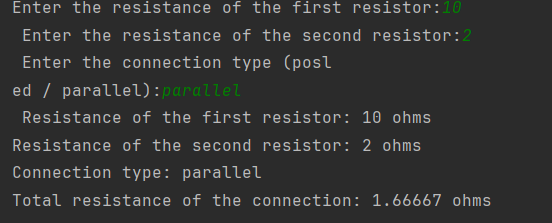 Enter the resistance of the first resistor:10
Enter the resistance of the second resistor:2
Enter the connection type (posl
ed / parallel):parallel
Resistance of the first resistor: 10 ohms
Resistance of the second resistor: 2 ohms
Connection type: parallel
Total resistance of the connection: 1.66667 ohms